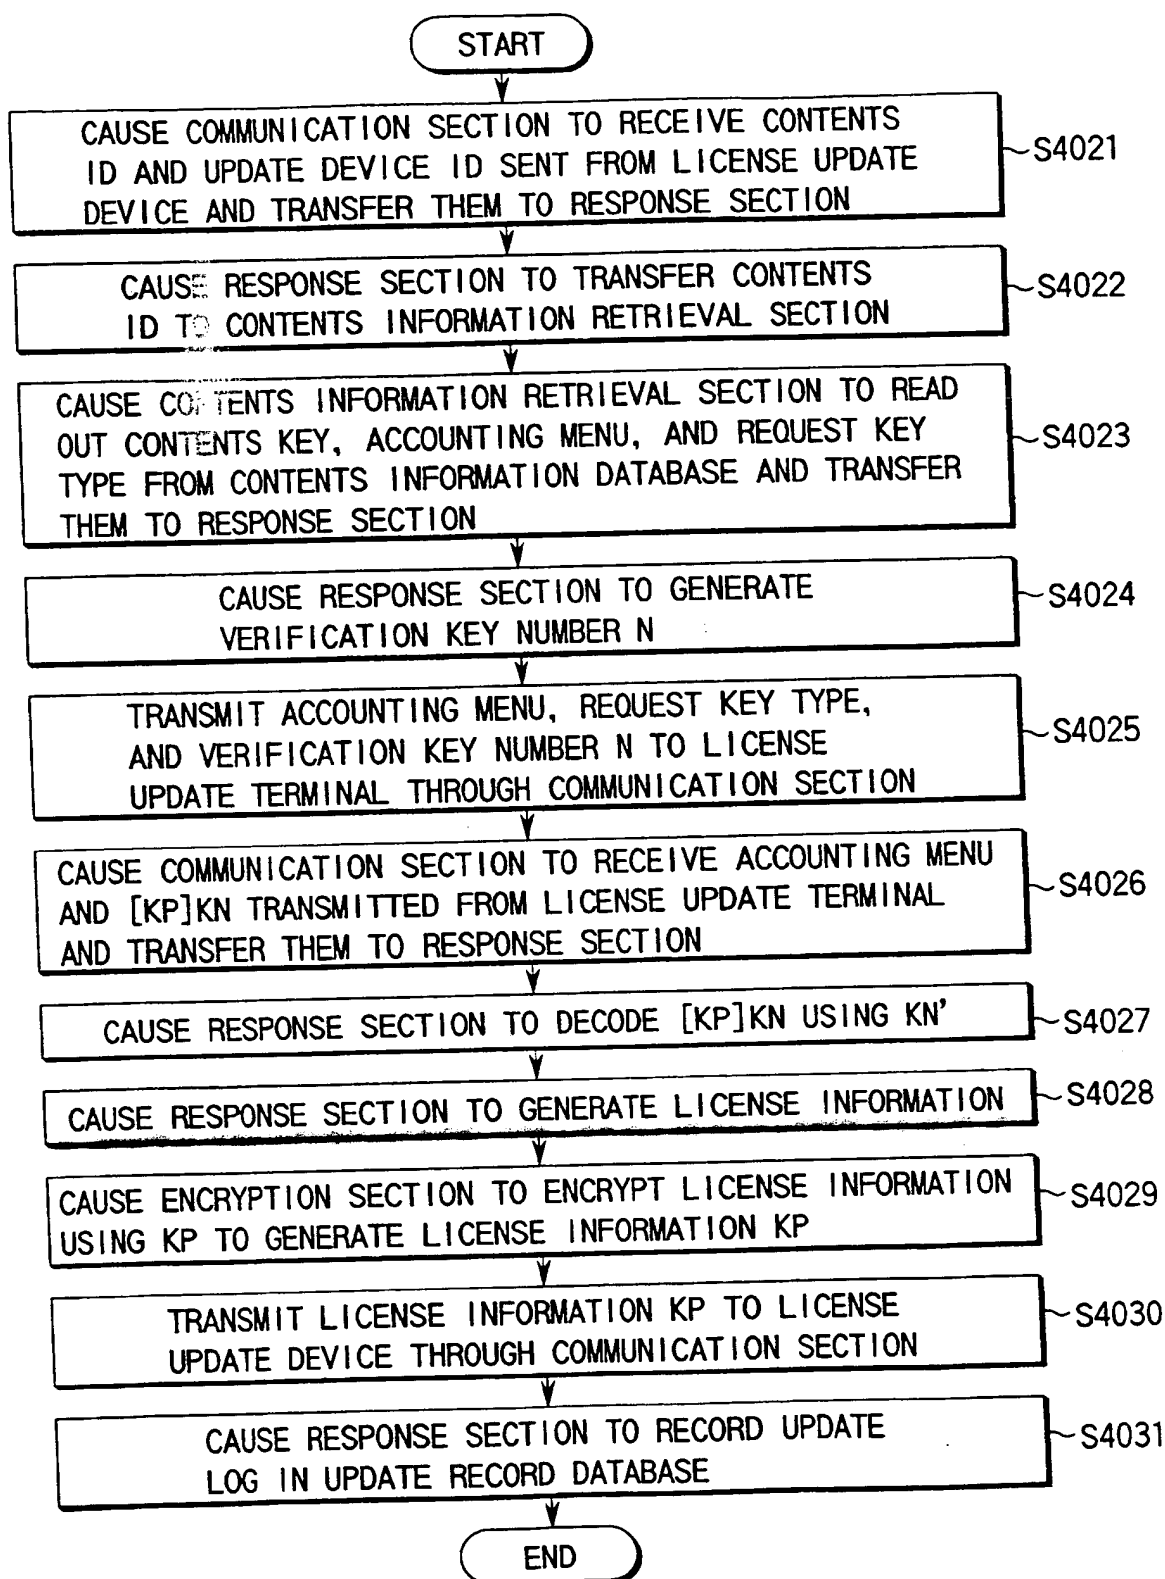 START
CAUSE COMMUNICATION SECTION TO RECEIVE CONTENTS
ID AND UPDATE DEVICE ID SENT FROM LICENSE UPDATE
DEVICE AND TRANSFER THEM TO RESPONSE SECTION
S4021
CAUSE RESPONSE SECTION TO TRANSFER CONTENTS
ID TO CONTENTS INFORMATION RETRIEVAL SECTION
S4022
CAUSE CONTENTS INFORMATION RETRIEVAL SECTION TO READ
OUT CONTENTS KEY, ACCOUNTING MENU, AND REQUEST KEY
TYPE FROM CONTENTS INFORMATION DATABASE AND TRANSFER
THEM TO RESPONSE SECTION
S4023
CAUSE RESPONSE SECTION TO GENERATE
VERIFICATION KEY NUMBER N
S4024
TRANSMIT ACCOUNTING MENU, REQUEST KEY TYPE,
AND VERIFICATION KEY NUMBER N TO LICENSE
UPDATE TERMINAL THROUGH COMMUNICATION SECTION
S4025
CAUSE COMMUNICATION SECTION TO RECEIVE ACCOUNTING MENU
AND [KP]KN TRANSMITTED FROM LICENSE UPDATE TERMINAL
AND TRANSFER THEM TO RESPONSE SECTION
S4026
CAUSE RESPONSE SECTION TO DECODE [KP]KN USING KN'
S4027
CAUSE RESPONSE SECTION TO GENERATE LICENSE INFORMATION
S4028
CAUSE ENCRYPTION SECTION TO ENCRYPT LICENSE INFORMATION
USING KP TO GENERATE LICENSE INFORMATION KP
S4029
TRANSMIT LICENSE INFORMATION KP TO LICENSE
UPDATE DEVICE THROUGH COMMUNICATION SECTION
S4030
CAUSE RESPONSE SECTION TO RECORD UPDATE
LOG IN UPDATE RECORD DATABASE
S4031
END